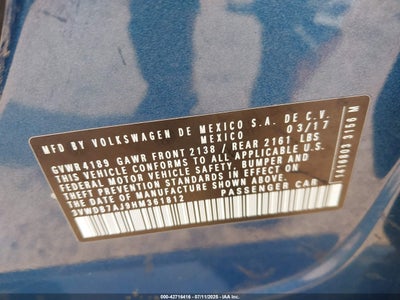 MFD BY VOLKSWAGEN DE MEXICO S.A. DE C.V.
MEXICO 03/17
GVWR 4189 GAWR FRONT 2138 / REAR 2161 LBS
THIS VEHICLE CONFORMS TO ALL APPLICABLE U.S.
FEDERAL MOTOR VEHICLE SAFETY, BUMPER AND
THEFT PREVENTION STANDARDS IN EFFECT ON THE
DATE OF MANUFACTURE SHOWN ABOVE.
3VWD17AJ5HM361812 PASSENGER CAR
000-42716416 - 07/11/2025 - IAA Inc.